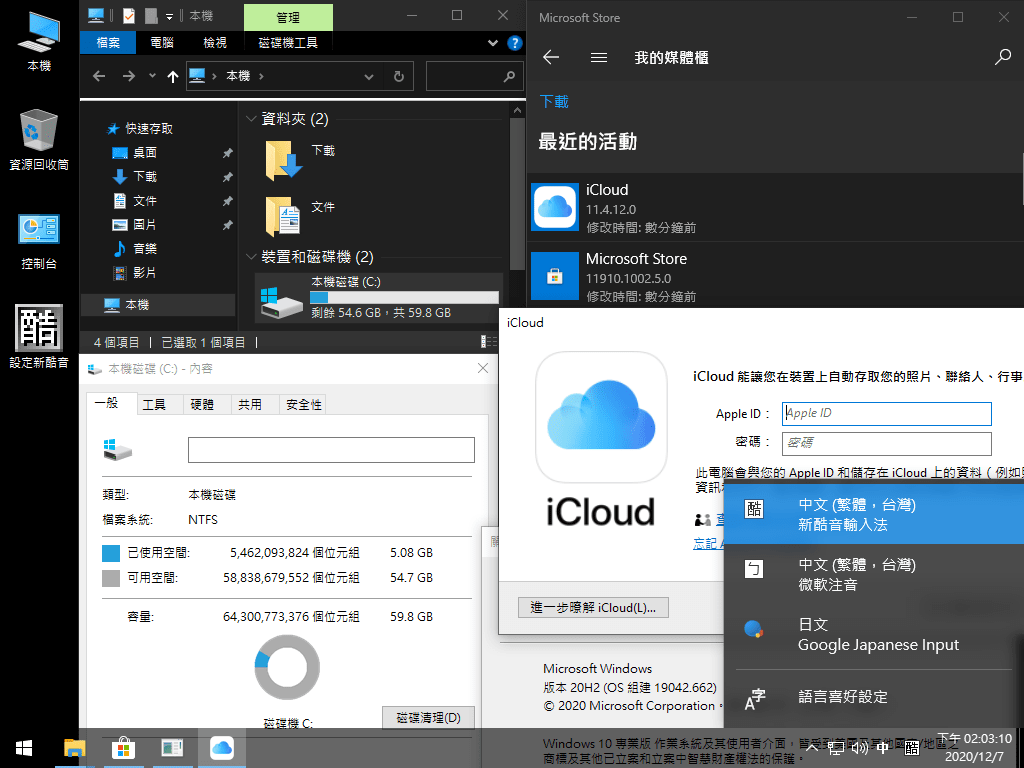 本機
資源回收筒
控制台
酷
設定新酷音
本機
管理
檔案
電腦
檢視
磁碟機工具
本機
快速存取
桌面
下載
文件
圖片
音樂
影片
本機
資料夾 (2)
下載
文件
裝置和磁碟機 (2)
本機磁碟 (C:)
剩餘 54.6 GB，共 59.8 GB
4 個項目
已選取 1 個項目
Microsoft Store
我的媒體櫃
下載
最近的活動
iCloud
11.4.12.0
修改時間: 數分鐘前
Microsoft Store
11910.1002.5.0
修改時間: 數分鐘前
本機磁碟 (C:) - 內容
一般
工具
硬體
共用
安全性
類型:
本機磁碟
檔案系統:
NTFS
已使用空間: 5,462,093,824 個位元組 5.08 GB
可用空間: 58,838,679,552 個位元組 54.7 GB
容量: 64,300,773,376 個位元組 59.8 GB
磁碟機 C:
磁碟清理(D)
iCloud
iCloud
iCloud 能讓您在裝置上自動存取您的照片、聯絡人、行事
Apple ID：
Apple ID
密碼：
密碼
此電腦會與您的 Apple ID 和儲存在 iCloud 上的資料 ( 例如
資訊
忘記
進一步瞭解 iCloud(L)...
Microsoft Windows
版本 20H2 (OS 組建 19042.662)
© 2020 Microsoft Corporation。
Windows 10 專業版 作業系統及其使用者介面，皆受到美國及其他國家/地區之
商標及其他已立案和立案中智慧財產權法的保護。
酷
中文 (繁體，台灣)
新酷音輸入法
ㄅ
中文 (繁體，台灣)
微軟注音
日文
Google Japanese Input
A字
語言喜好設定
中
酷
下午 02:03:10
2020/12/7